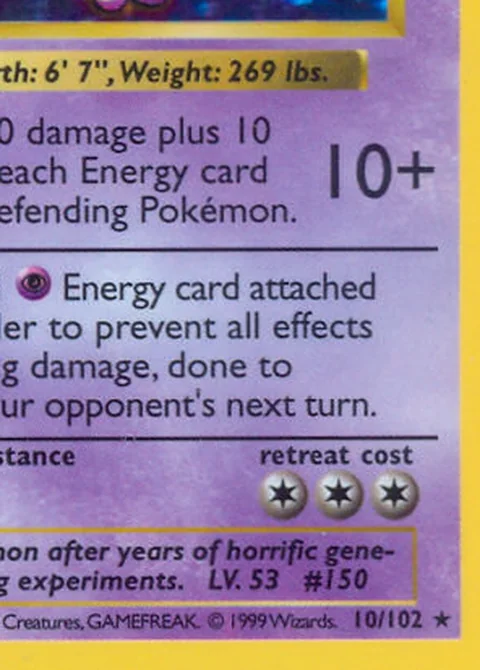 th: 6' 7", Weight: 269 lbs.
0 damage plus 10
each Energy card
efending Pokémon.
10+
Energy card attached
er to prevent all effects
g damage, done to
ur opponent's next turn.
stance
retreat cost
non after years of horrific gene-
g experiments. LV. 53 #150
Creatures, GAMEFREAK. © 1999 Wizards. 10/102 ★